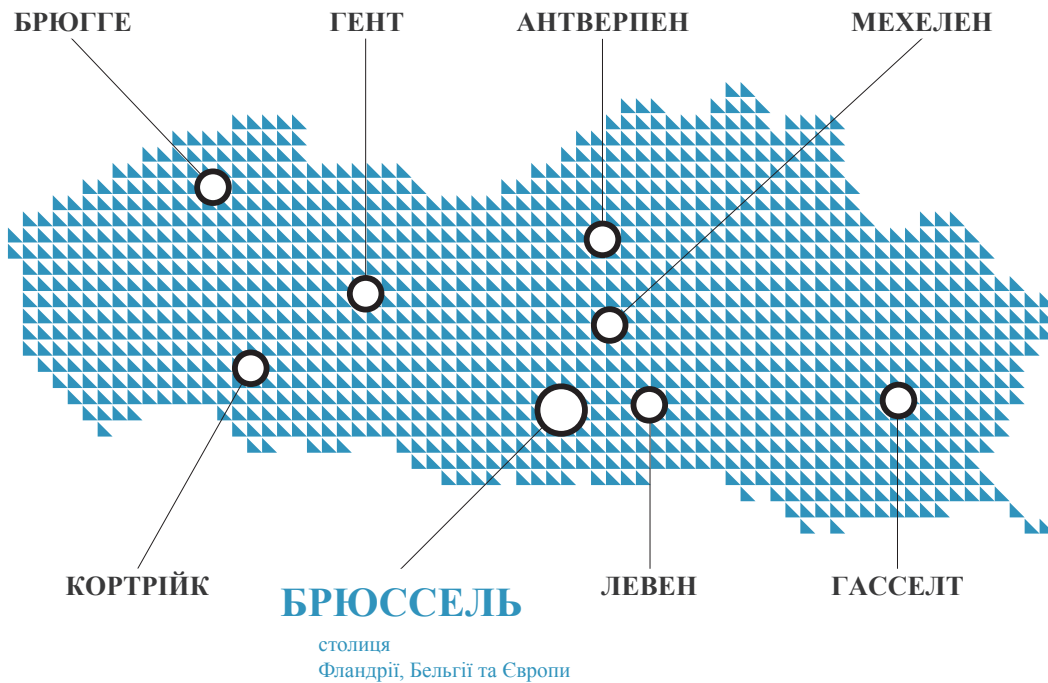 БРЮГГЕ
ГЕНТ
АНТВЕРПЕН
МЕХЕЛЕН
КОРТРІЙК
БРЮССЕЛЬ
столиця
Фландрії, Бельгії та Європи
ЛЕВЕН
ГАССЕЛТ